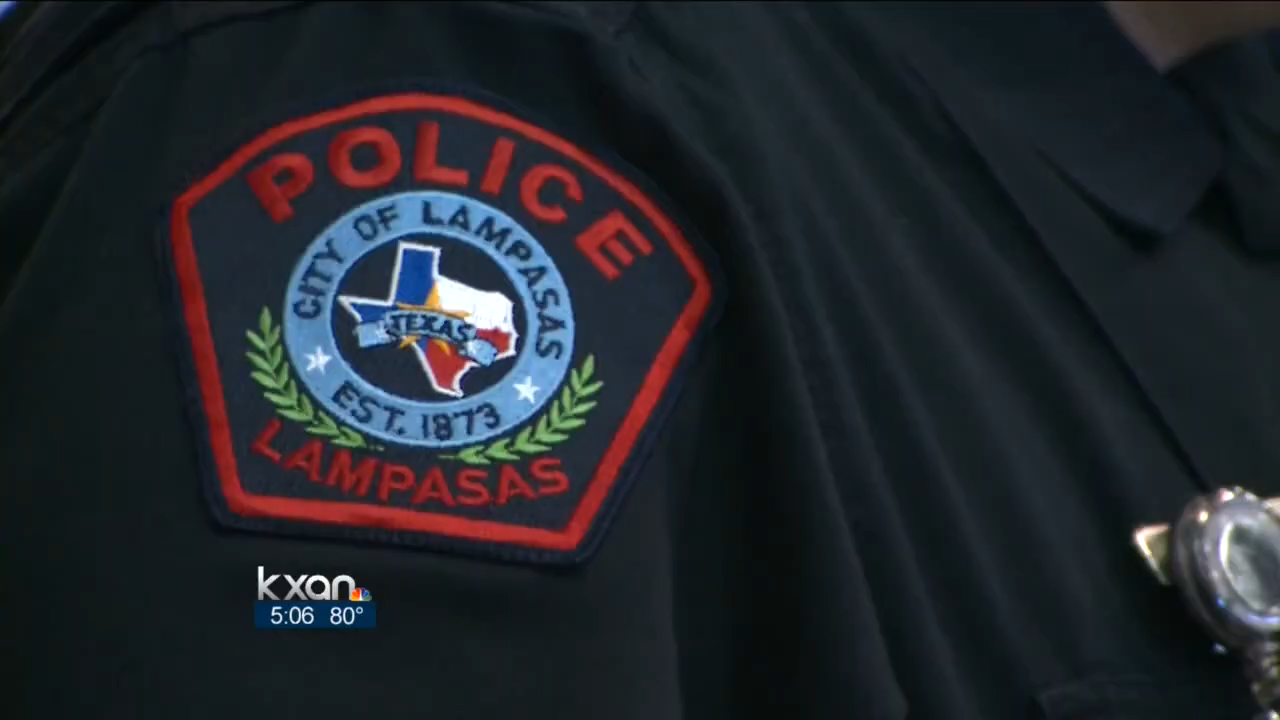 POLICE
CITY OF LAMPASAS
TEXAS
EST. 1873
LAMPASAS
kxan
5:06 80°